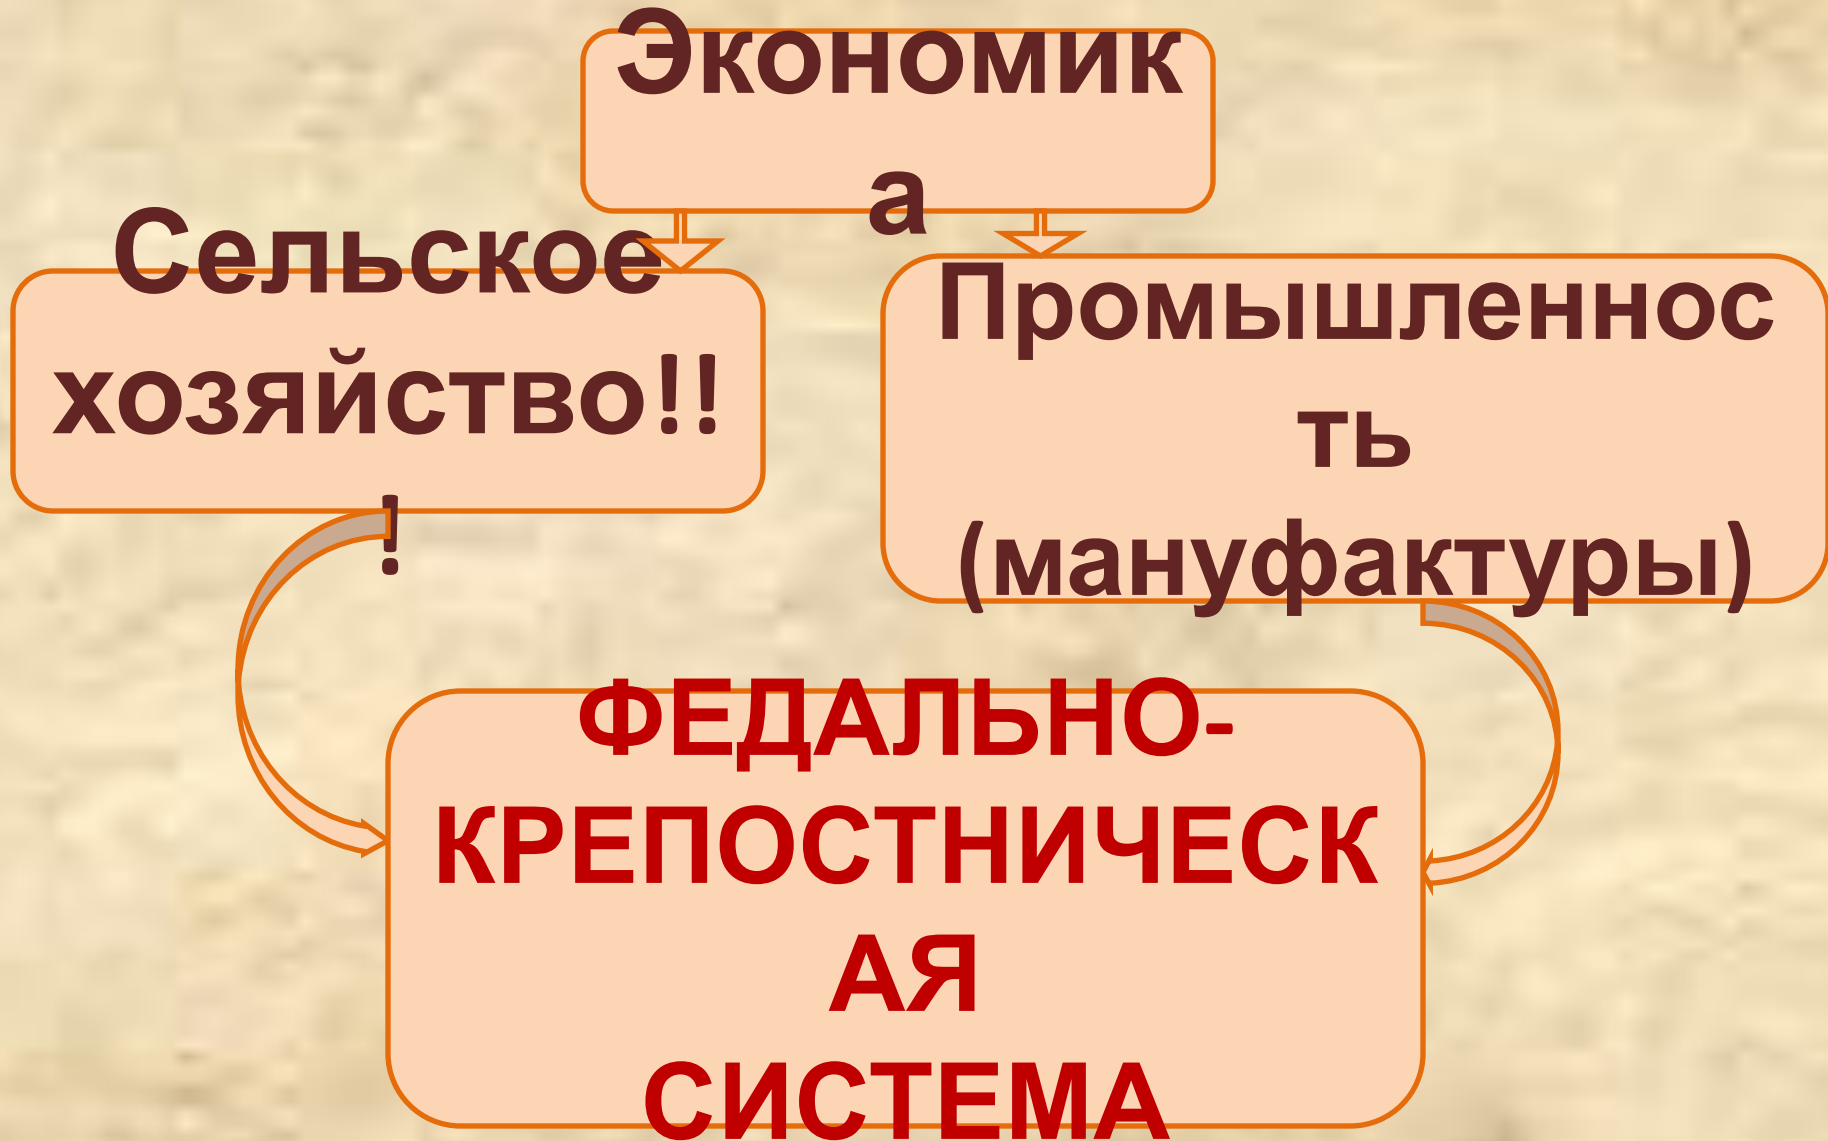 Экономик
а
Сельское
хозяйство!!
!
Промышленнос
ть
(мануфактуры)
ФЕДАЛЬНО-
КРЕПОСТНИЧЕСК
АЯ
СИСТЕМА